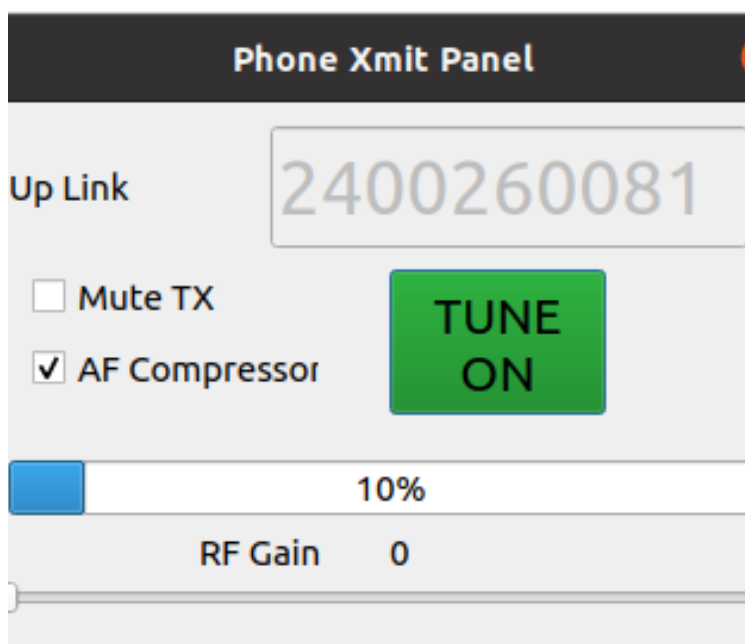 Phone Xmit Panel
Up Link 2400260081
Mute TX
TUNE
ON
AF Compressor
10%
RF Gain 0